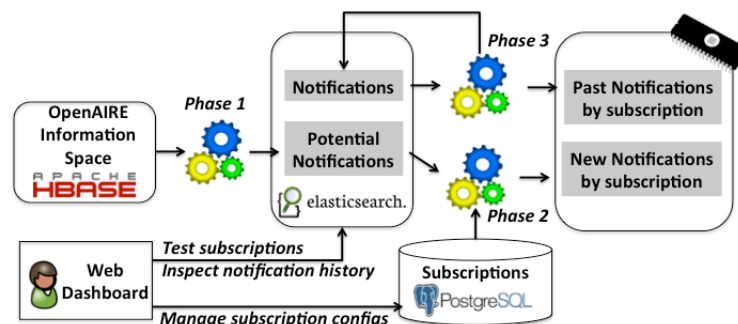 Phase 3
Phase 1
OpenAIRE
Information
Space
APACHE
HBASE
Notifications
Potential
Notifications
elasticsearch.
Past Notifications
by subscription
New Notifications
by subscription
Phase 2
Web
Dashboard
Test subscriptions
Inspect notification history
Manage subscription configs
Subscriptions
PostgreSQL